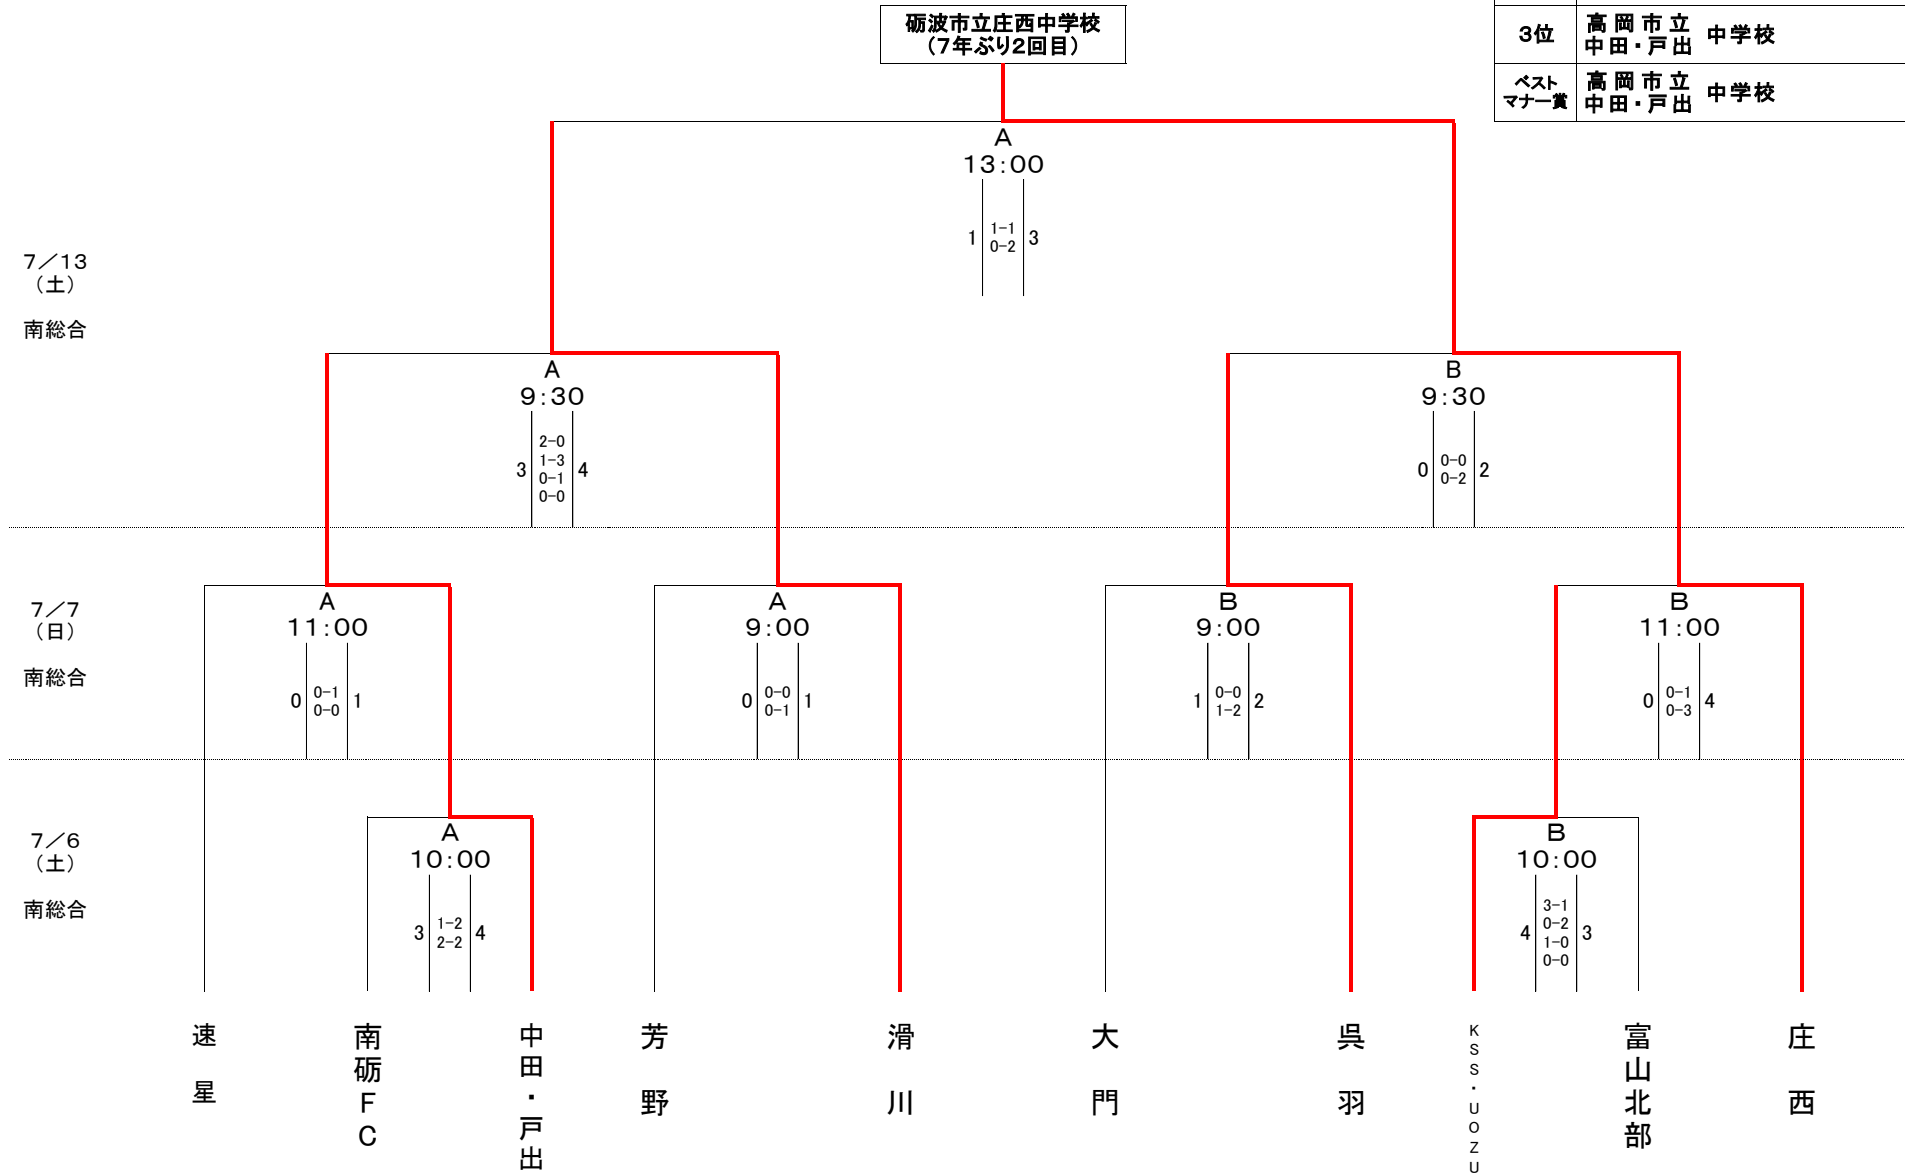 砺波市立庄西中学校
（7年ぶり2回目）
3位
高岡市立
中田・戸出 中学校
ベスト
マナー賞
高岡市立
中田・戸出 中学校
A
13:00
1
1-1
0-2
3
7／13
（土）
南総合
A
9:30
3
2-0
1-3
0-1
0-0
4
B
9:30
0
0-0
0-2
2
7／7
（日）
南総合
A
11:00
0
0-1
0-0
1
A
9:00
0
0-0
0-1
1
B
9:00
1
0-0
1-2
2
B
11:00
0
0-1
0-3
4
7／6
（土）
南総合
A
10:00
3
1-2
2-2
4
B
10:00
4
3-1
0-2
1-0
0-0
3
速星
南砺FC
中田・戸出
芳野
滑川
大門
呉羽
KSS・UOZU
富山北部
庄西